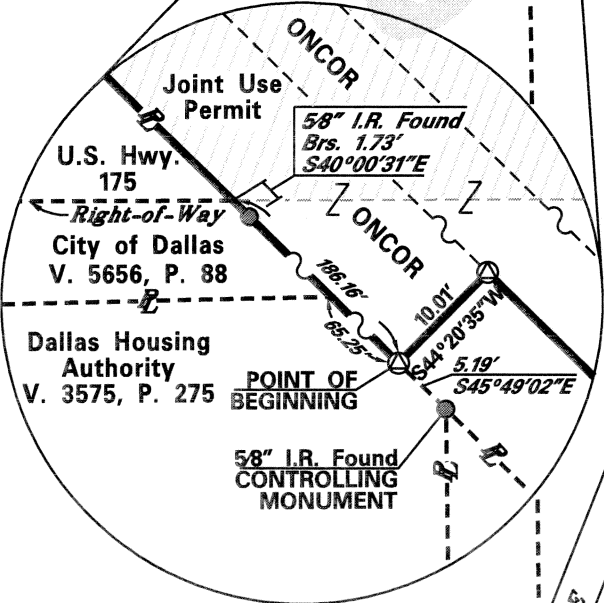 ONCOR
Joint Use
Permit
5/8" I.R. Found
Brs. 1.73'
S40°00'31"E
U.S. Hwy.
175
Right-of-Way
City of Dallas
V. 5656, P. 88
ONCOR
186.16'
65.25'
10.01'
S44°20'35"W
Dallas Housing
Authority
V. 3575, P. 275
5.19'
S45°49'02"E
POINT OF
BEGINNING
5/8" I.R. Found
CONTROLLING
MONUMENT